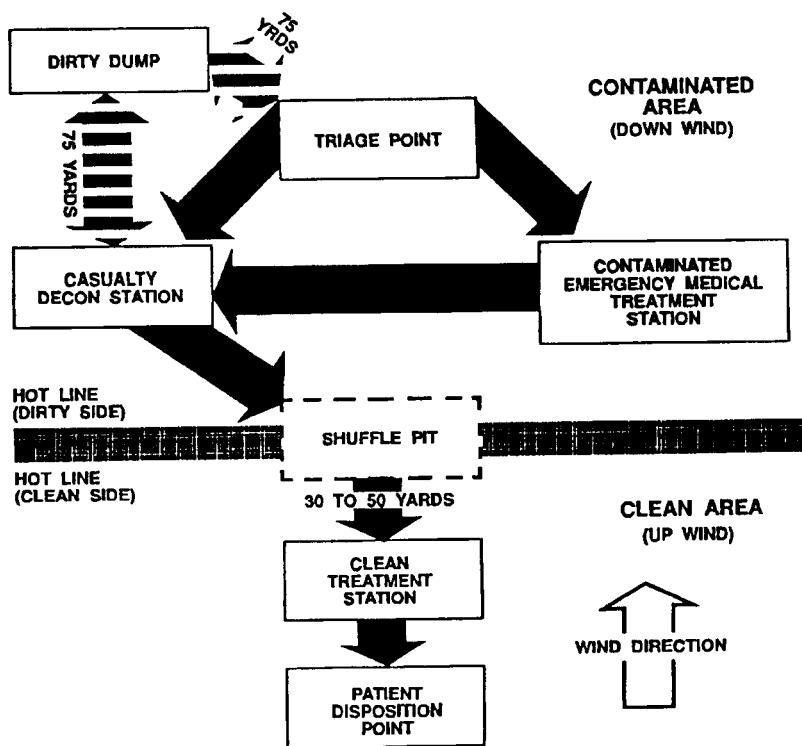 75
YRDS
DIRTY DUMP
CONTAMINATED
AREA
(DOWN WIND)
TRIAGE POINT
75 YARDS
CASUALTY
DECON STATION
CONTAMINATED
EMERGENCY MEDICAL
TREATMENT
STATION
HOT LINE
(DIRTY SIDE)
SHUFFLE PIT
HOT LINE
(CLEAN SIDE)
30 TO 50 YARDS
CLEAN AREA
(UP WIND)
CLEAN
TREATMENT
STATION
WIND DIRECTION
PATIENT
DISPOSITION
POINT